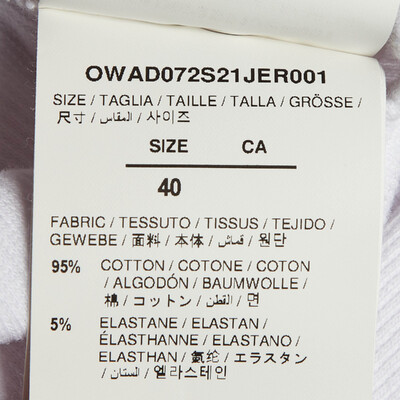 OWAD072S21JER001
SIZE / TAGLIA / TAILLE / TALLA / GRÖSSE /
尺寸 / المقاس / 사이즈
SIZE CA
40
FABRIC / TESSUTO / TISSUS / TEJIDO /
GEWEBE / 面料 / 本体 / قماش / 원단
95% COTTON / COTONE / COTON
/ ALGODÓN / BAUMWOLLE /
棉 / コットン / القطن / 면
5% ELASTANE / ELASTAN /
ÉLASTHANNE / ELASTANO /
ELASTHAN / 氨纶 / エラスタン
/ الستان / 엘라스테인